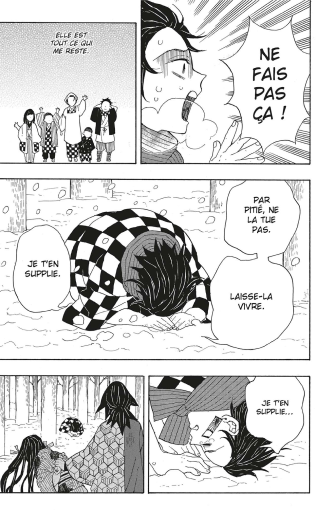 NE
FAIS
PAS
ÇA !
ELLE EST
TOUT CE QUI
ME RESTE.
PAR
PITIÉ, NE
LA TUE
PAS.
LAISSE-LA
VIVRE.
JE T'EN
SUPPLIE.
JE T'EN
SUPPLIE...